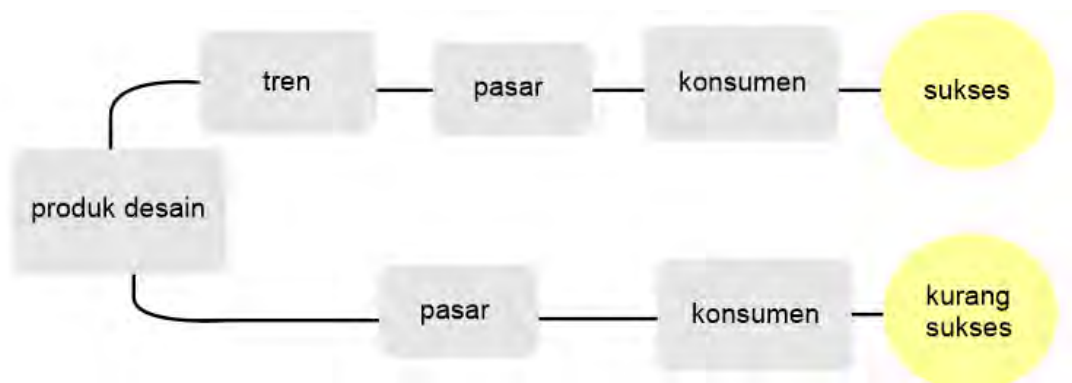 tren
pasar
konsumen
sukses
produk desain
pasar
konsumen
kurang
sukses